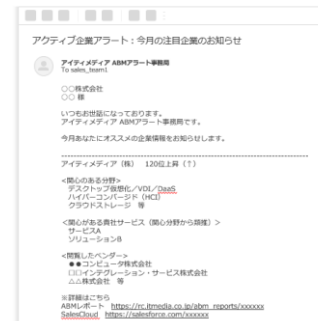 アクティブ企業アラート：今月の注目企業のお知らせ
アイティメディア ABMアラート事務局
To sales_team1
○○株式会社
○○ 様
いつもお世話になっております。
アイティメディア ABMアラート事務局です。
今月あなたにオススメの企業情報をお知らせします。
------------------------------------------------------------
アイティメディア（株） 120位上昇（↑）
<関心のある分野>
デスクトップ仮想化／VDI／DaaS
ハイパーコンバージド（HCI）
クラウドストレージ 等
<関心がある貴社サービス（関心分野から類推）>
サービスA
ソリューションB
<閲覧したベンダー>
●●コンピュータ株式会社
□□インテグレーション・サービス株式会社
△△株式会社 等
※詳細はこちら
ABMレポート https://rc.itmedia.co.jp/abm_reports/xxxxxx
SalesCloud https://salesforce.com/xxxxxx